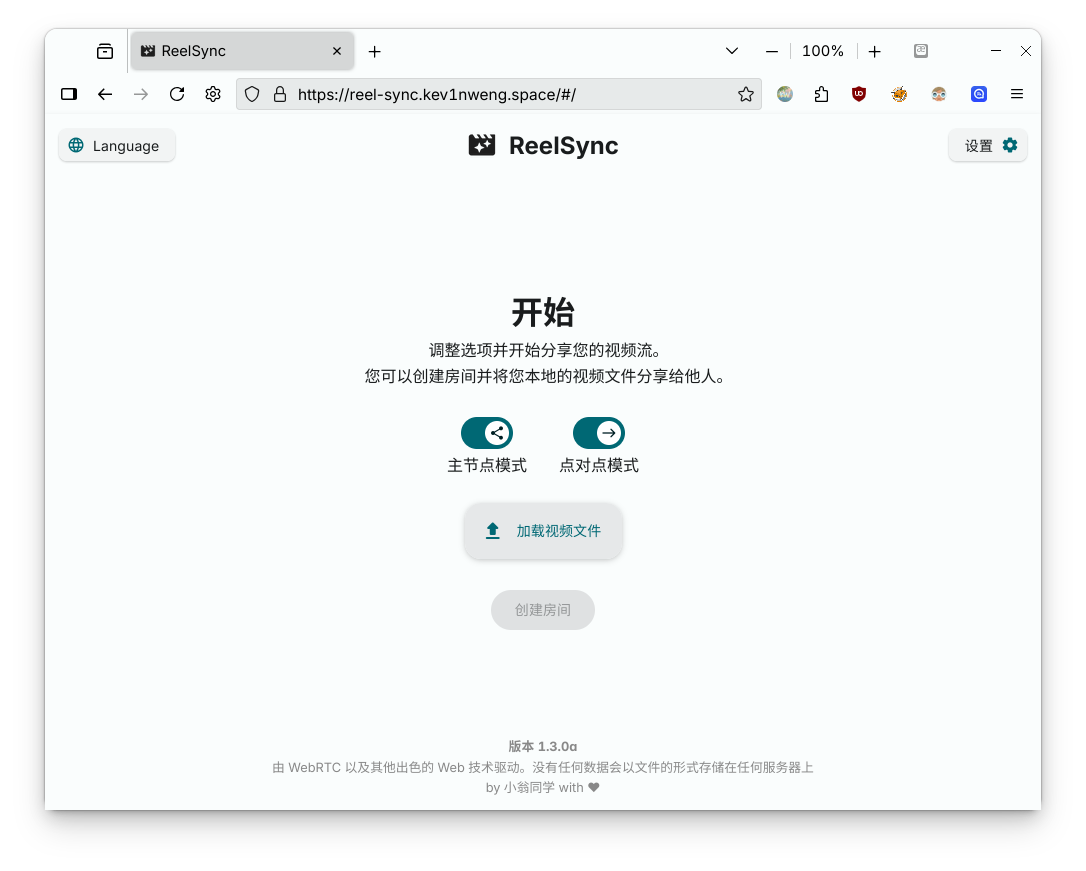 ReelSync
100%
https://reel-sync.kev1nweng.space/#/
Language
ReelSync
设置
开始
调整选项并开始分享您的视频流。
您可以创建房间并将您本地的视频文件分享给他人。
主节点模式
点对点模式
加载视频文件
创建房间
版本 1.3.0a
由 WebRTC 以及其他出色的 Web 技术驱动。没有任何数据会以文件的形式存储在任何服务器上
by 小翁同学 with ♥